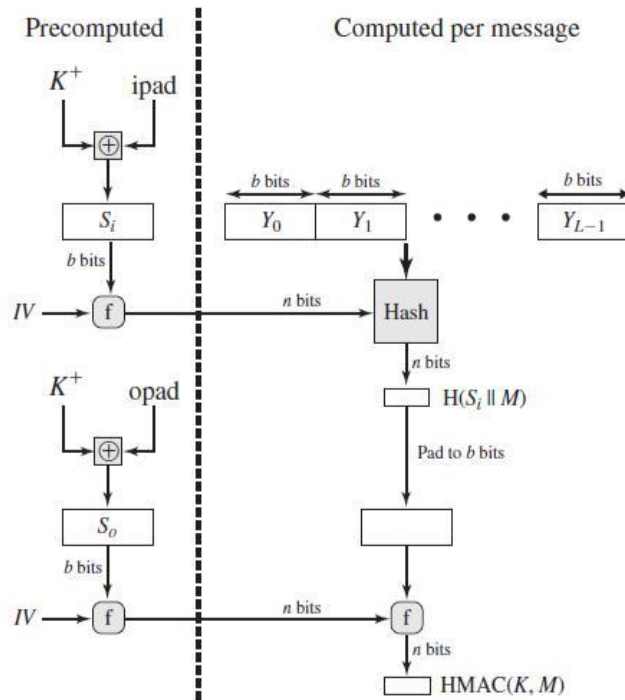 Precomputed
Computed per message
K⁺
ipad
⊕
Sᵢ
b bits
IV
f
n bits
b bits
b bits
b bits
Y₀
Y₁
• • •
Y_{L−1}
Hash
n bits
H(Sᵢ || M)
Pad to b bits
K⁺
opad
⊕
Sₒ
b bits
IV
f
n bits
f
n bits
HMAC(K, M)